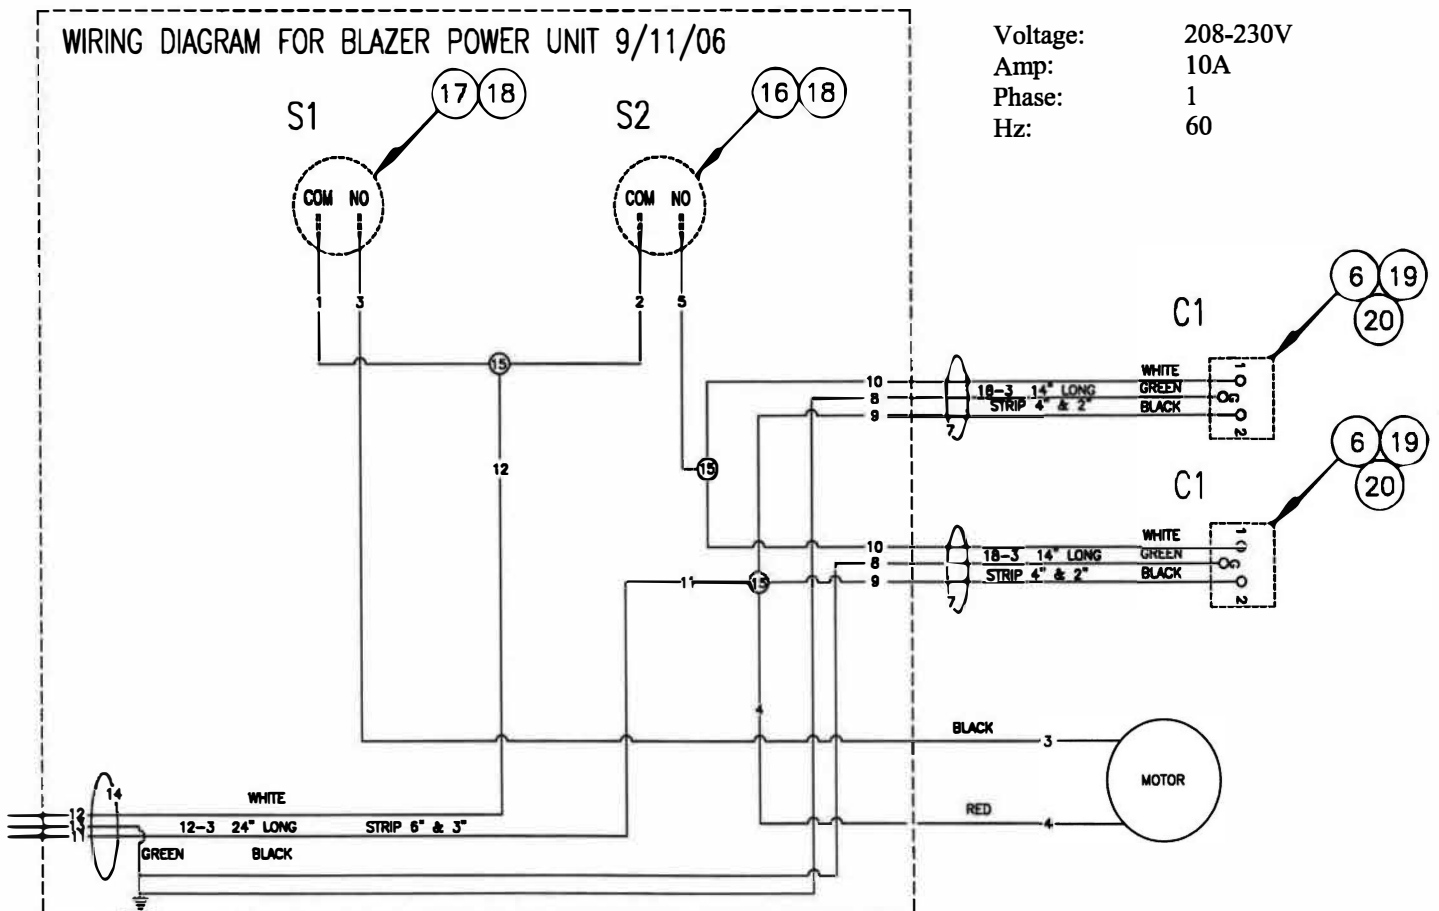 WIRING DIAGRAM FOR BLAZER POWER UNIT 9/11/06
Voltage: 208-230V
Amp: 10A
Phase: 1
Hz: 60
17 18
16 18
S1
S2
COM NO
COM NO
1 3
2 5
15
12
6 19
20
C1
10
8
9
7
WHITE
18-3 14" LONG GREEN
STRIP 4" & 2" BLACK
1
G
2
15
6 19
20
C1
10
8
9
7
WHITE
18-3 14" LONG GREEN
STRIP 4" & 2" BLACK
1
G
2
11
15
4
BLACK
3
MOTOR
RED
4
14
12
13
11
WHITE
12-3 24" LONG STRIP 6" & 3"
GREEN BLACK